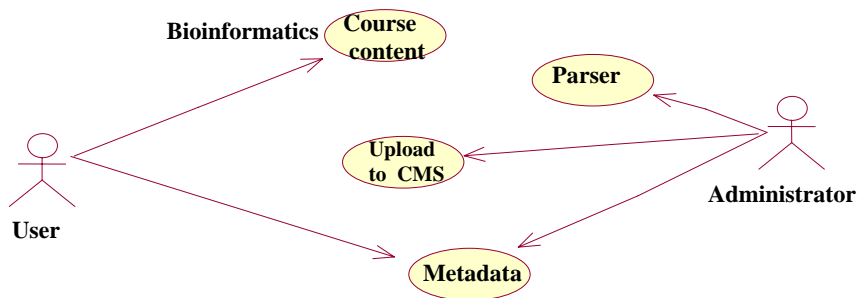 Bioinformatics
Course
content
Parser
Upload
to CMS
Administrator
User
Metadata